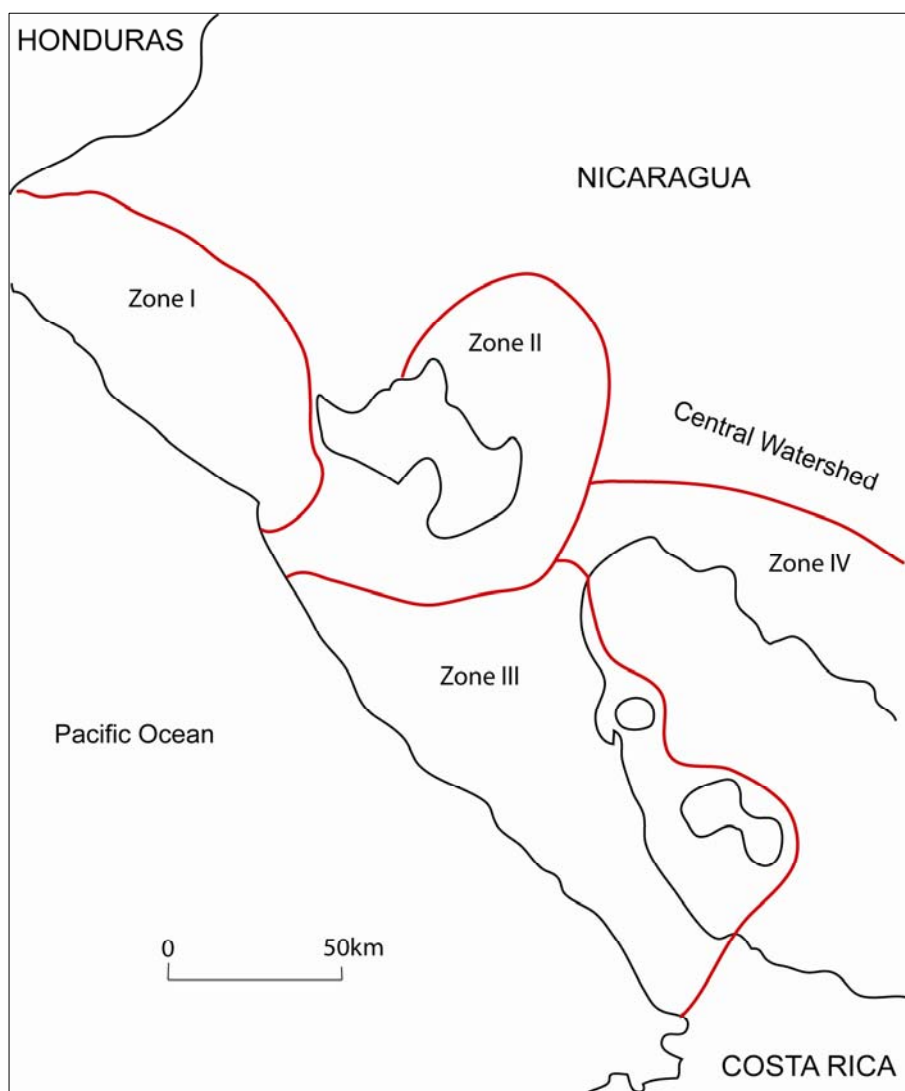 HONDURAS
NICARAGUA
Zone I
Zone II
Central Watershed
Zone IV
Zone III
Pacific Ocean
0 50km
COSTA RICA